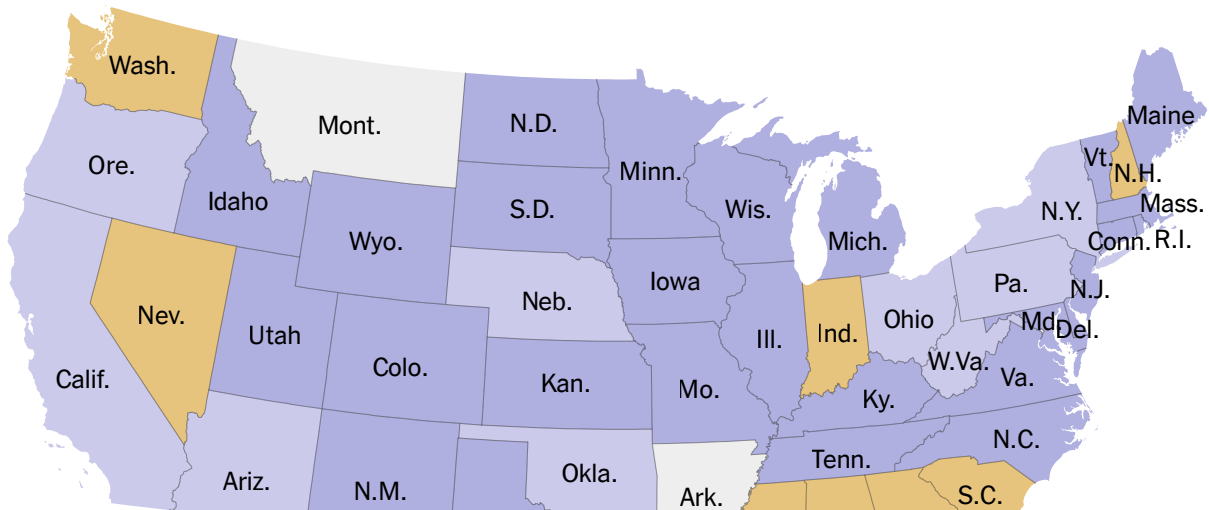 Wash.
Maine
N.D.
Mont.
Vt.
Ore.
Minn.
N.H.
Idaho
S.D.
Wis.
N.Y.
Mass.
Wyo.
Mich.
Conn.
R.I.
Iowa
Pa.
N.J.
Neb.
Nev.
Ohio
Md.
Del.
Utah
Ill.
Ind.
Colo.
W.Va.
Calif.
Kan.
Mo.
Va.
Ky.
N.C.
Tenn.
Ariz.
Okla.
N.M.
Ark.
S.C.